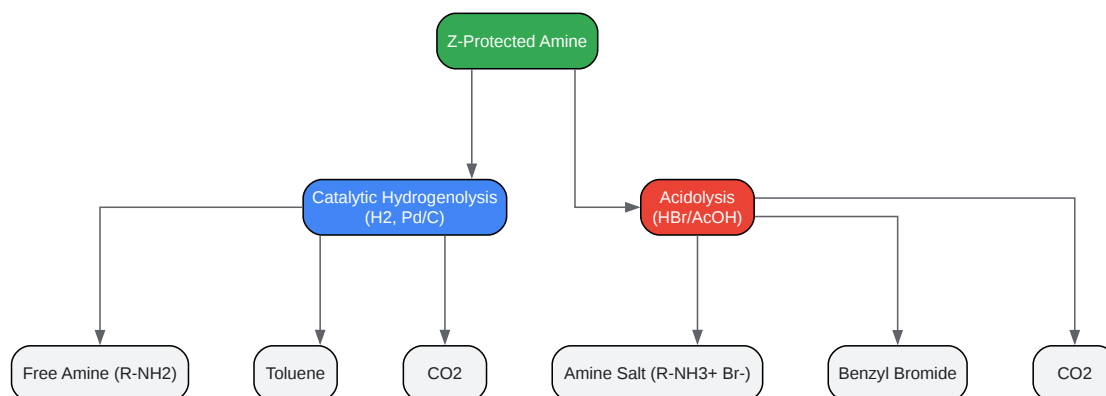 Z-Protected Amine
Catalytic Hydrogenolysis
(H2, Pd/C)
Acidolysis
(HBr/AcOH)
Free Amine (R-NH2)
Toluene
CO2
Amine Salt (R-NH3+ Br-)
Benzyl Bromide
CO2